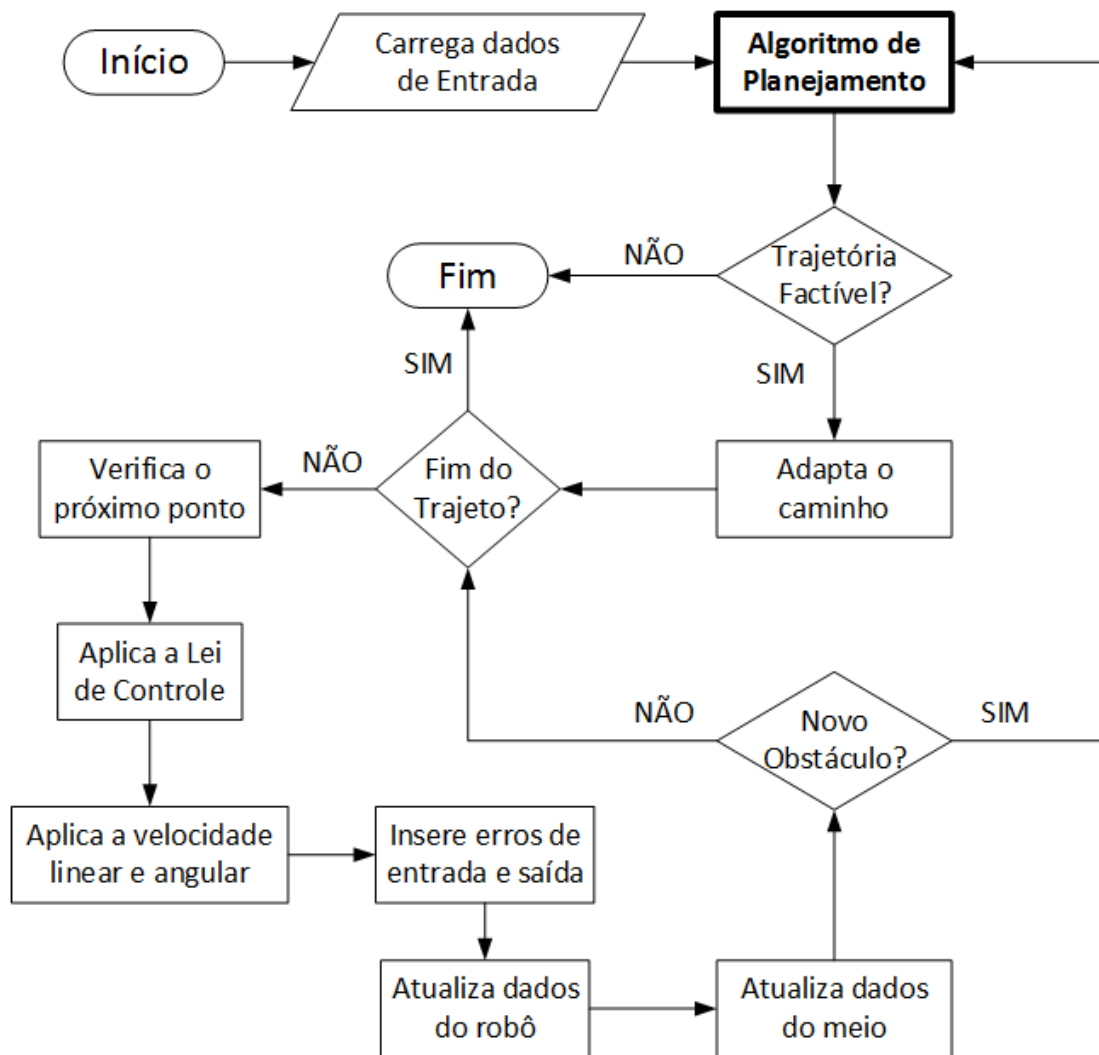 Início
Carrega dados
de Entrada
Algoritmo de
Planejamento
Trajetória
Factível?
NÃO
Fim
SIM
SIM
Adapta o
caminho
Fim do
Trajeto?
NÃO
Verifica o
próximo ponto
Aplica a Lei
de Controle
Aplica a velocidade
linear e angular
Insere erros de
entrada e saída
Atualiza dados
do robô
Atualiza dados
do meio
Novo
Obstáculo?
NÃO
SIM